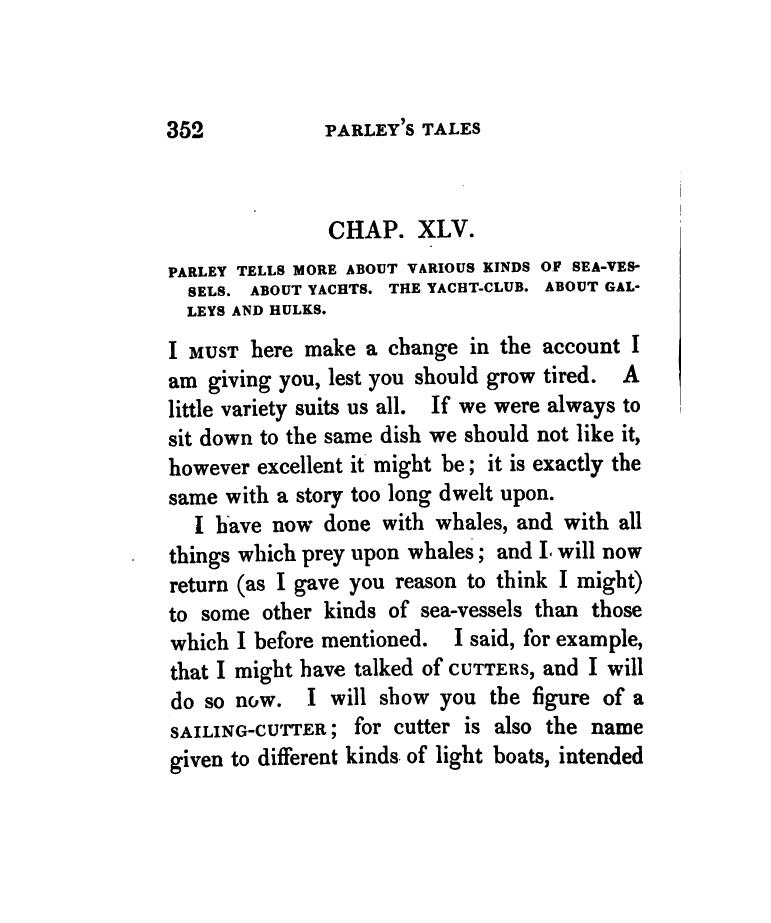 352 PARLEY'S TALES
CHAP. XLV.
PARLEY TELLS MORE ABOUT VARIOUS KINDS OF SEA-VES-
SELS. ABOUT YACHTS. THE YACHT-CLUB. ABOUT GAL-
LEYS AND HULKS.
I MUST here make a change in the account I
am giving you, lest you should grow tired. A
little variety suits us all. If we were always to
sit down to the same dish we should not like it,
however excellent it might be; it is exactly the
same with a story too long dwelt upon.
I have now done with whales, and with all
things which prey upon whales; and I will now
return (as I gave you reason to think I might)
to some other kinds of sea-vessels than those
which I before mentioned. I said, for example,
that I might have talked of CUTTERS, and I will
do so now. I will show you the figure of a
SAILING-CUTTER; for cutter is also the name
given to different kinds of light boats, intended